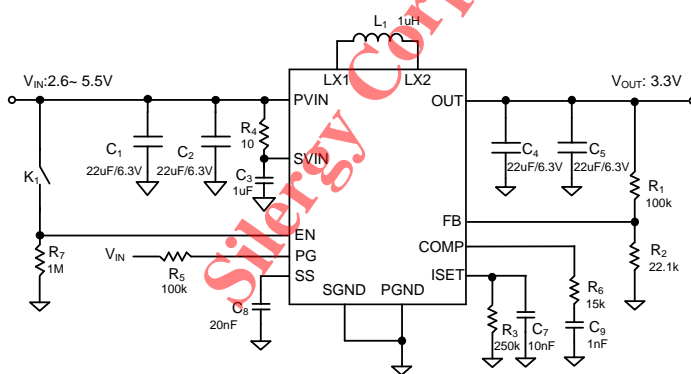 L1 1uH
LX1 LX2
VIN:2.6~ 5.5V
VOUT: 3.3V
PVIN
OUT
R4
10
C1
22uF/6.3V
C2
22uF/6.3V
SVIN
C3
1uF
C4
22uF/6.3V
C5
22uF/6.3V
K1
R1
100k
FB
EN
COMP
R2
22.1k
R7
1M
VIN
R5
100k
PG
SS
ISET
R6
15k
C8
20nF
SGND PGND
R3
250k
C7
10nF
C9
1nF
Silergy Corp